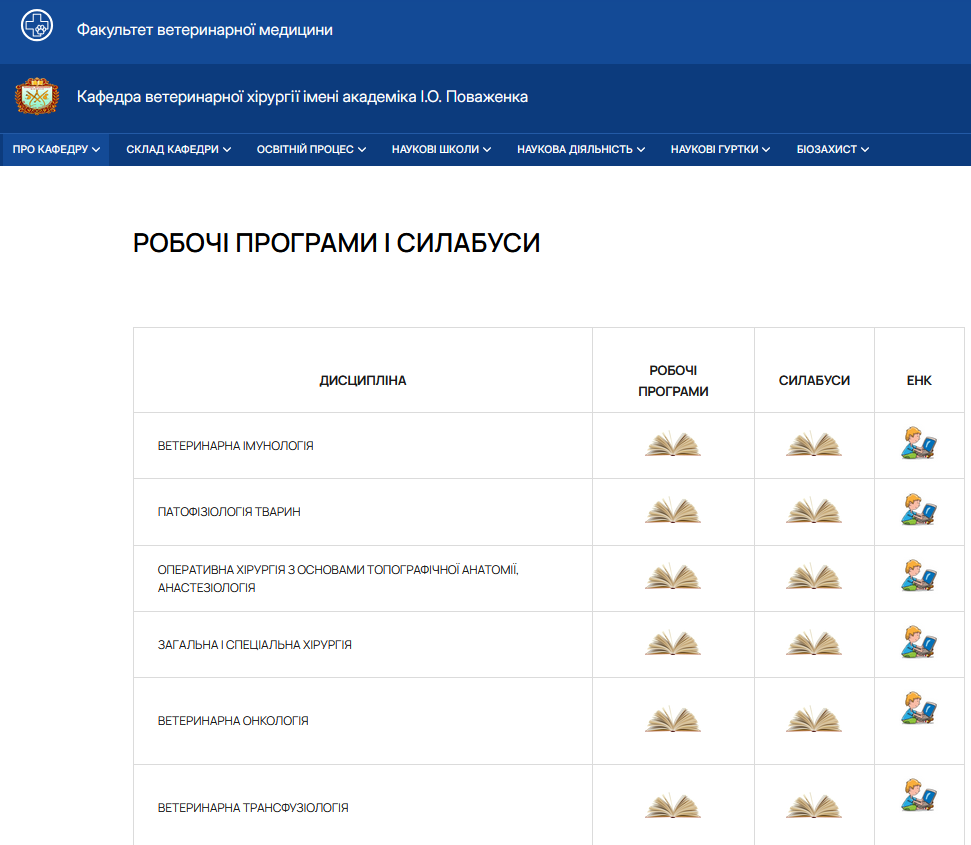 Факультет ветеринарної медицини
Кафедра ветеринарної хірургії імені академіка І.О. Поваженка
ПРО КАФЕДРУ СКЛАД КАФЕДРИ ОСВІТНІЙ ПРОЦЕС НАУКОВІ ШКОЛИ НАУКОВА ДІЯЛЬНІСТЬ НАУКОВІ ГУРТКИ БІОЗАХИСТ
РОБОЧІ ПРОГРАМИ І СИЛАБУСИ
ДИСЦИПЛІНА
РОБОЧІ
ПРОГРАМИ
СИЛАБУСИ
ЕНК
ВЕТЕРИНАРНА ІМУНОЛОГІЯ
ПАТОФІЗІОЛОГІЯ ТВАРИН
ОПЕРАТИВНА ХІРУРГІЯ З ОСНОВАМИ ТОПОГРАФІЧНОЇ АНАТОМІЇ,
АНАСТЕЗІОЛОГІЯ
ЗАГАЛЬНА І СПЕЦІАЛЬНА ХІРУРГІЯ
ВЕТЕРИНАРНА ОНКОЛОГІЯ
ВЕТЕРИНАРНА ТРАНСФУЗІОЛОГІЯ